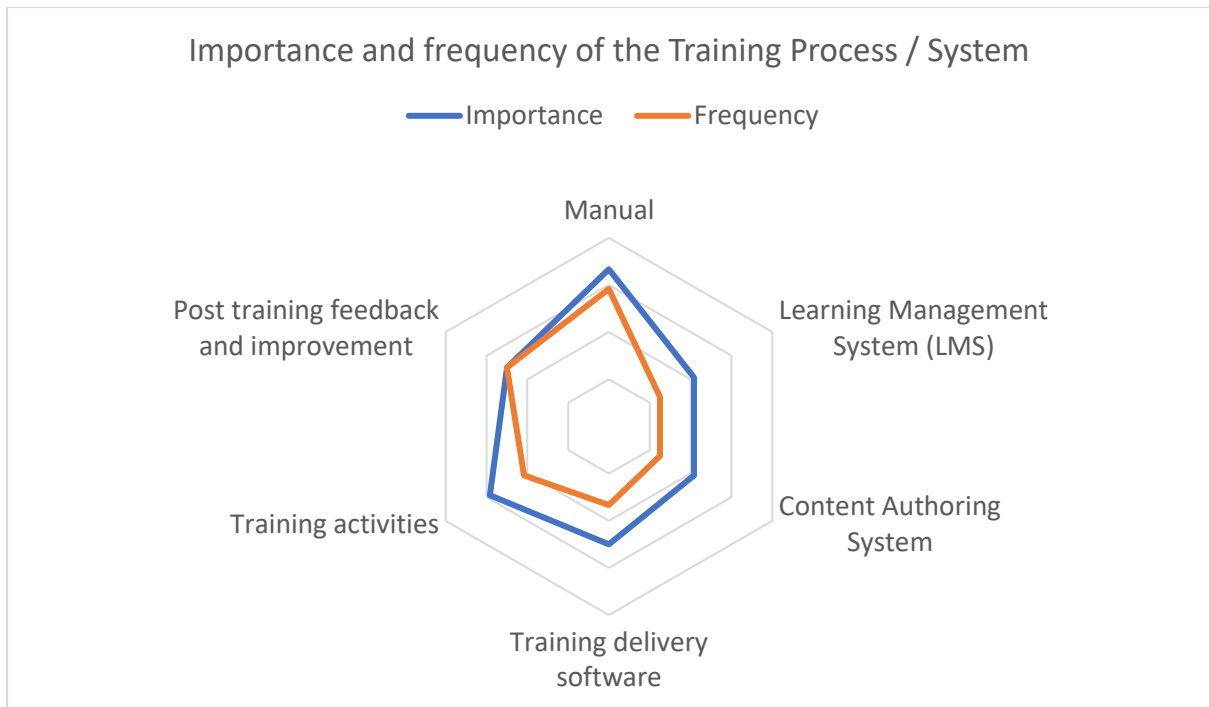 Importance and frequency of the Training Process / System
Importance
Frequency
Manual
Learning Management
System (LMS)
Content Authoring
System
Training delivery
software
Training activities
Post training feedback
and improvement